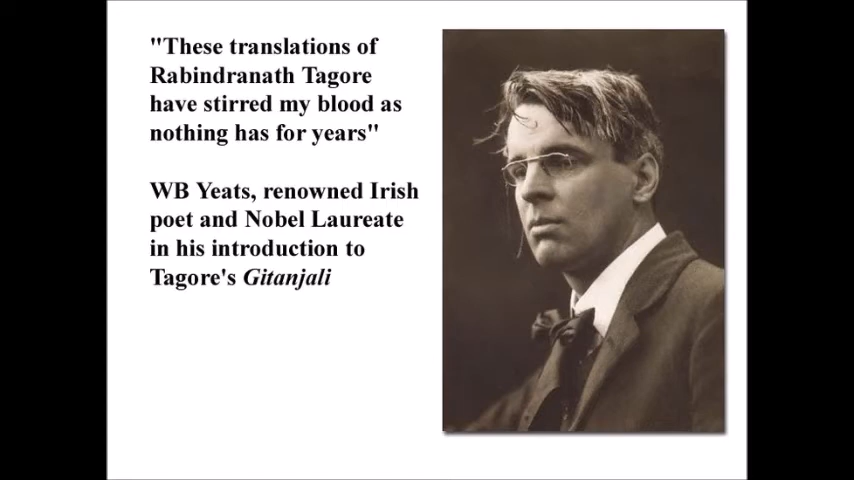 "These translations of
Rabindranath Tagore
have stirred my blood as
nothing has for years"
WB Yeats, renowned Irish
poet and Nobel Laureate
in his introduction to
Tagore's Gitanjali